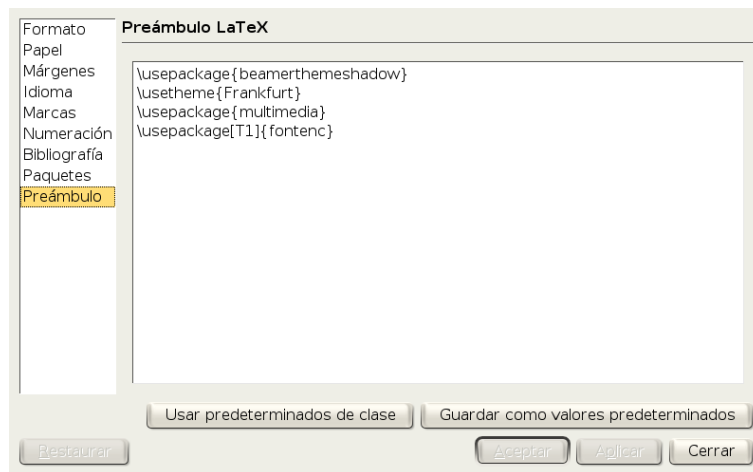 Formato
Papel
Márgenes
Idioma
Marcas
Numeración
Bibliografía
Paquetes
Preámbulo
Preámbulo LaTeX
\usepackage{beamerthemeshadow}
\usetheme{Frankfurt}
\usepackage{multimedia}
\usepackage[T1]{fontenc}
Usar predeterminados de clase
Guardar como valores predeterminados
Restaurar
Aceptar
Aplicar
Cerrar